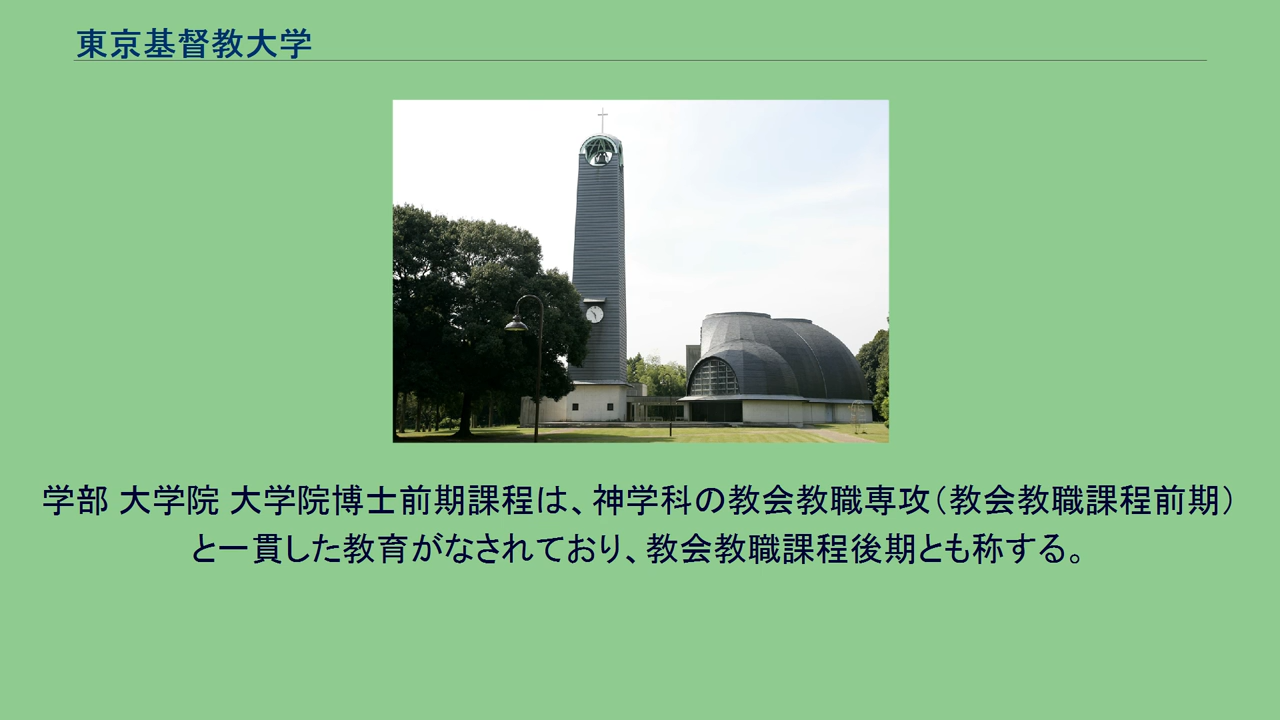 東京基督教大学
学部 大学院 大学院博士前期課程は、神学科の教会教職専攻（教会教職課程前期）
と一貫した教育がなされており、教会教職課程後期とも称する。